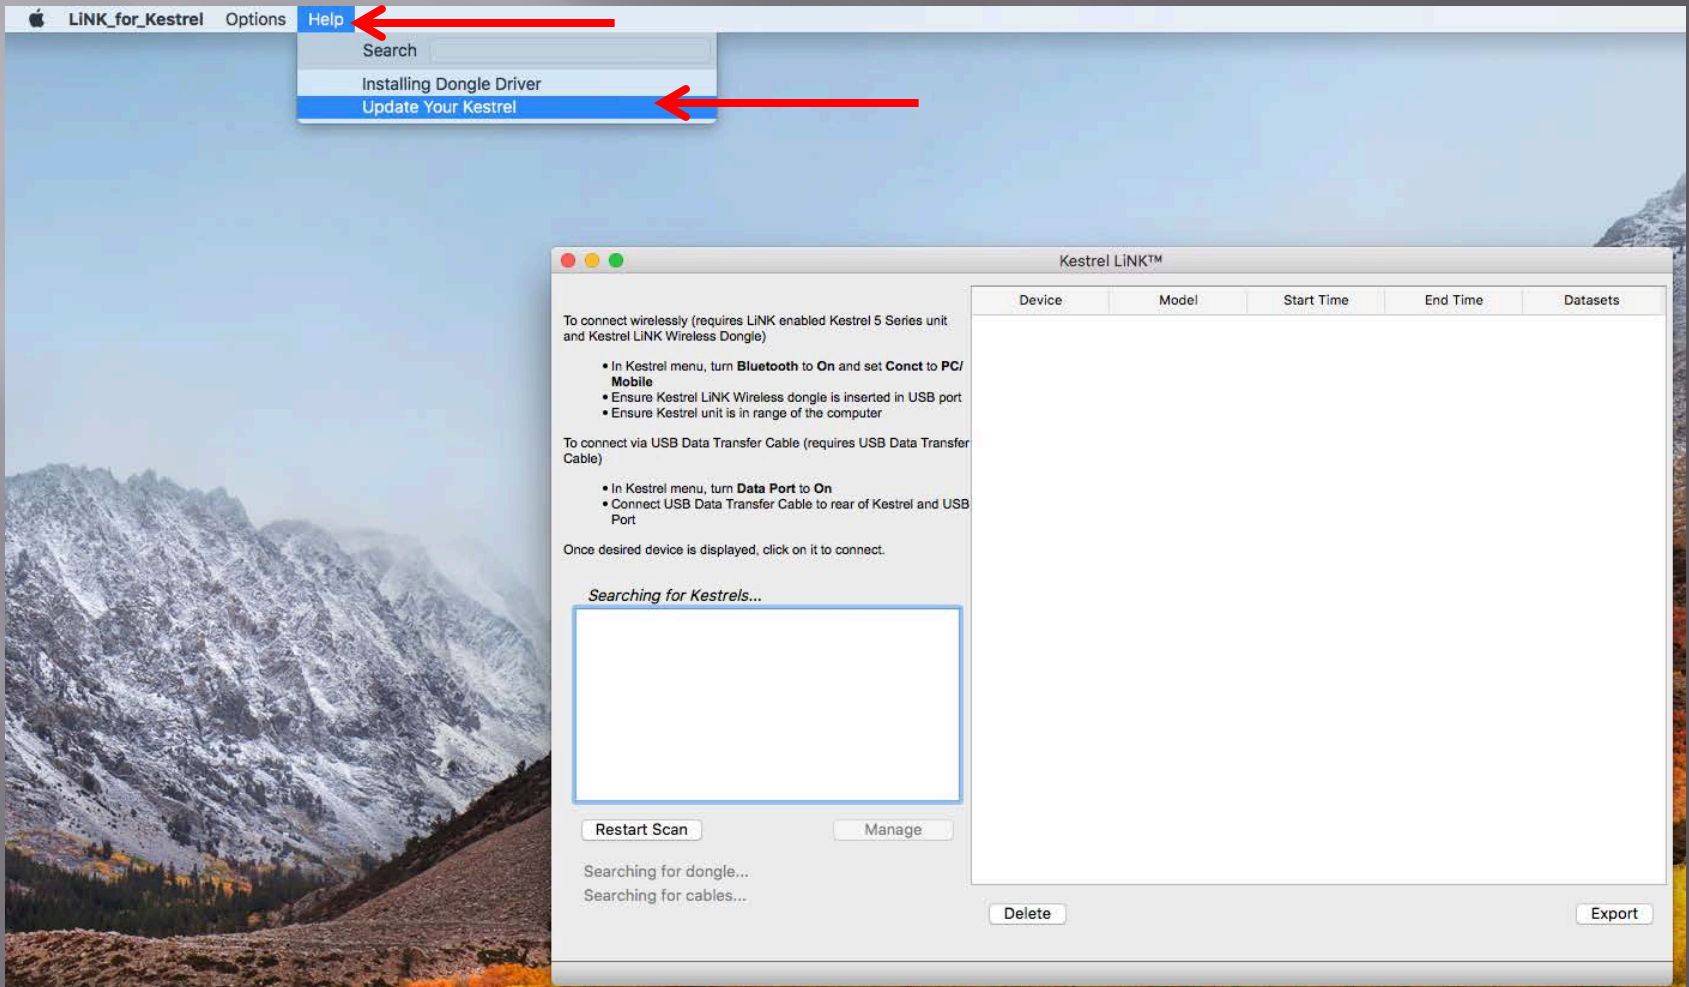 LiNK_for_Kestrel Options Help
Search
Installing Dongle Driver
Update Your Kestrel
Kestrel LiNK™
To connect wirelessly (requires LiNK enabled Kestrel 5 Series unit
and Kestrel LiNK Wireless Dongle)
• In Kestrel menu, turn Bluetooth to On and set Conct to PC/
Mobile
• Ensure Kestrel LiNK Wireless dongle is inserted in USB port
• Ensure Kestrel unit is in range of the computer
To connect via USB Data Transfer Cable (requires USB Data Transfer
Cable)
• In Kestrel menu, turn Data Port to On
• Connect USB Data Transfer Cable to rear of Kestrel and USB
Port
Once desired device is displayed, click on it to connect.
Searching for Kestrels...
Restart Scan Manage
Searching for dongle...
Searching for cables...
Device Model Start Time End Time Datasets
Delete Export